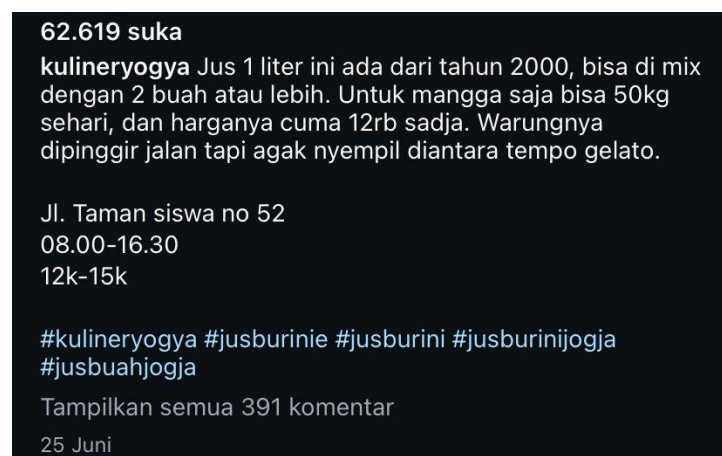 62.619 suka
kulineryogya Jus 1 liter ini ada dari tahun 2000, bisa di mix
dengan 2 buah atau lebih. Untuk mangga saja bisa 50kg
sehari, dan harganya cuma 12rb sadja. Warungnya
dipinggir jalan tapi agak nyempil diantara tempo gelato.
Jl. Taman siswa no 52
08.00-16.30
12k-15k
#kulineryogya #jusburinie #jusburini #jusburinijogja
#jusbuahjogja
Tampilkan semua 391 komentar
25 Juni